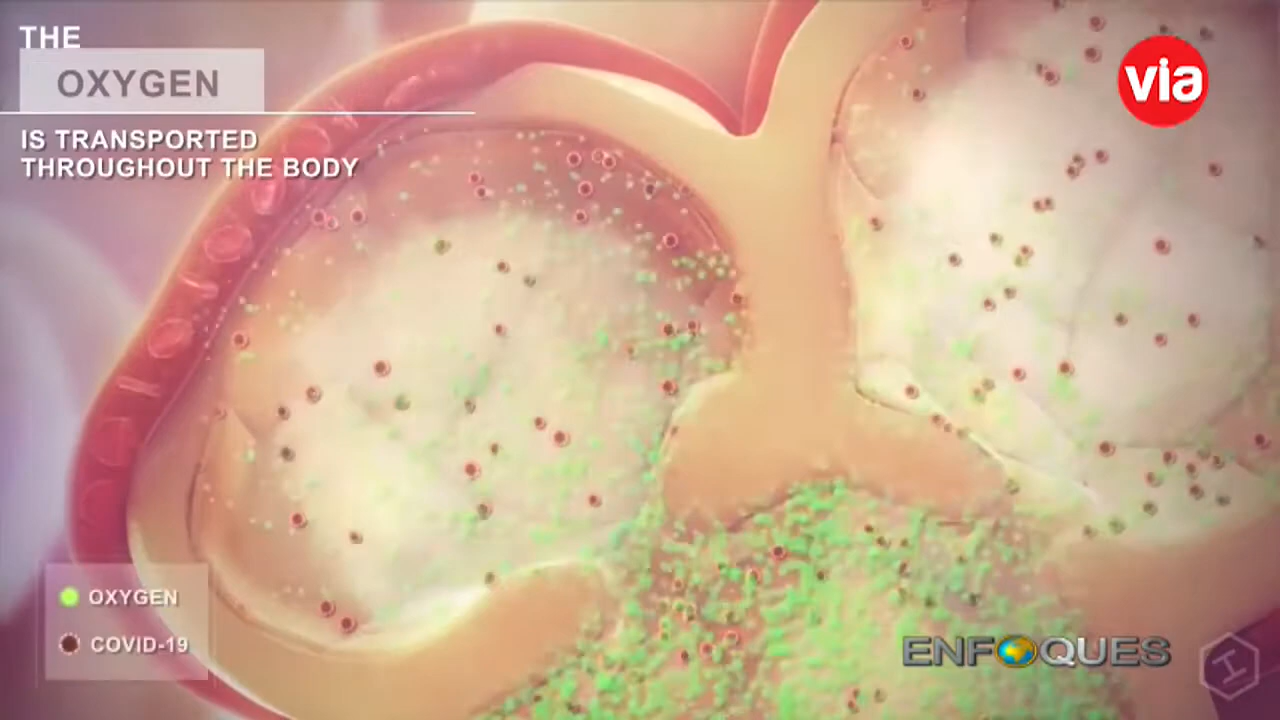 THE
OXYGEN
IS TRANSPORTED
THROUGHOUT THE BODY
via
OXYGEN
COVID-19
ENFOQUES